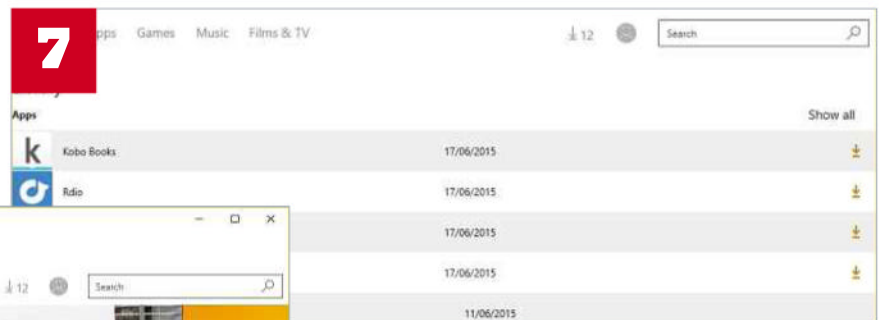 7
Games Music Films & TV 12 Search
Apps Show all
k Kobo Books 17/06/2015
Rdio 17/06/2015
17/06/2015
12 Search 17/06/2015
11/06/2015